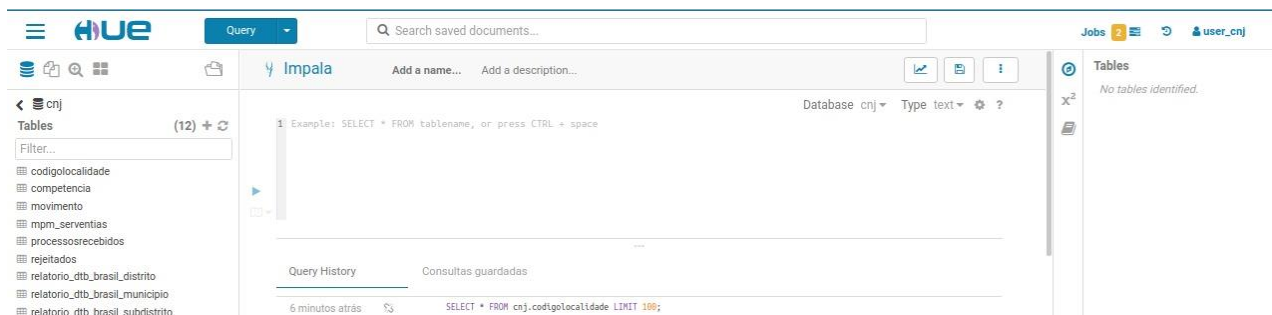 HUE
Query
Search saved documents...
Jobs 2
user_cnj
cnj
Tables (12)
Filter...
codigolocalidade
competencia
movimento
mpm_serventias
processosrecebidos
rejeitados
relatorio_dtb_brasil_distrito
relatorio_dtb_brasil_municipio
relatorio_dtb_brasil_subdistrito
Impala Add a name... Add a description...
Database cnj Type text ?
1 Example: SELECT * FROM tablename, or press CTRL + space
Query History Consultas guardadas
6 minutos atrás SELECT * FROM cnj.codigolocalidade LIMIT 100;
x²
Tables
No tables identified.